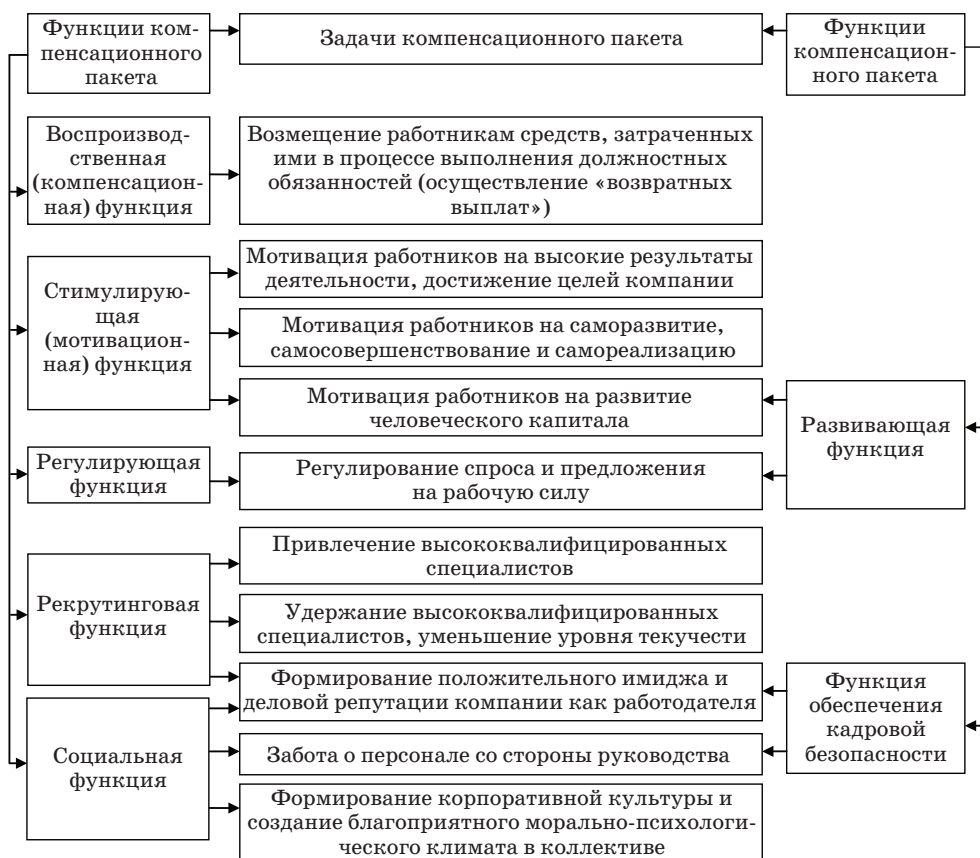 Функции ком-
пенсационного
пакета
Задачи компенсационного пакета
Функции
компенсацион-
ного пакета
Воспроизвод-
ственная
(компенсацион-
ная) функция
Возмещение работникам средств, затраченных
ими в процессе выполнения должностных
обязанностей (осуществление «возвратных
выплат»)
Стимулирую-
щая
(мотивацион-
ная) функция
Мотивация работников на высокие результаты
деятельности, достижение целей компании
Мотивация работников на саморазвитие,
самосовершенствование и самореализацию
Мотивация работников на развитие
человеческого капитала
Развивающая
функция
Регулирующая
функция
Регулирование спроса и предложения
на рабочую силу
Рекрутинговая
функция
Привлечение высококвалифицированных
специалистов
Удержание высококвалифицированных
специалистов, уменьшение уровня текучести
Формирование положительного имиджа и
деловой репутации компании как работодателя
Функция
обеспечения
кадровой
безопасности
Социальная
функция
Забота о персонале со стороны руководства
Формирование корпоративной культуры и
создание благоприятного морально-психологи-
ческого климата в коллективе